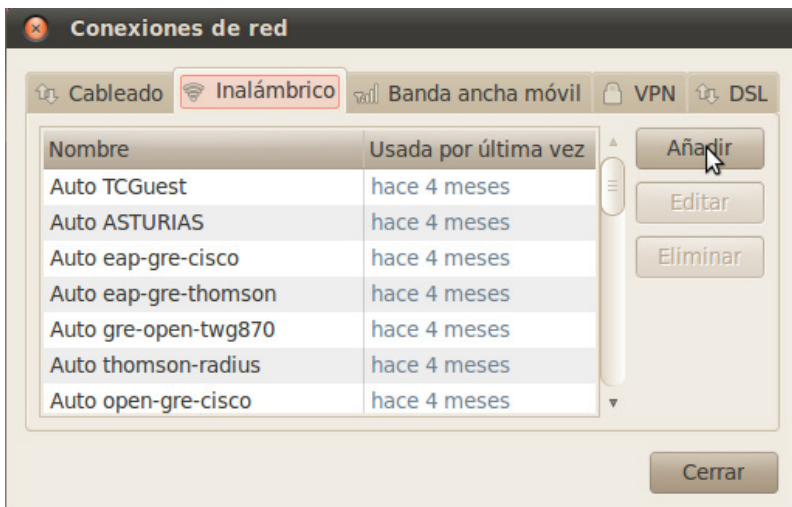 Conexiones de red
Cableado Inalámbrico Banda ancha móvil VPN DSL
Nombre Usada por última vez Añadir
Auto TCGuest hace 4 meses
Editar
Auto ASTURIAS hace 4 meses
Auto eap-gre-cisco hace 4 meses Eliminar
Auto eap-gre-thomson hace 4 meses
Auto gre-open-twg870 hace 4 meses
Auto thomson-radius hace 4 meses
Auto open-gre-cisco hace 4 meses
Cerrar